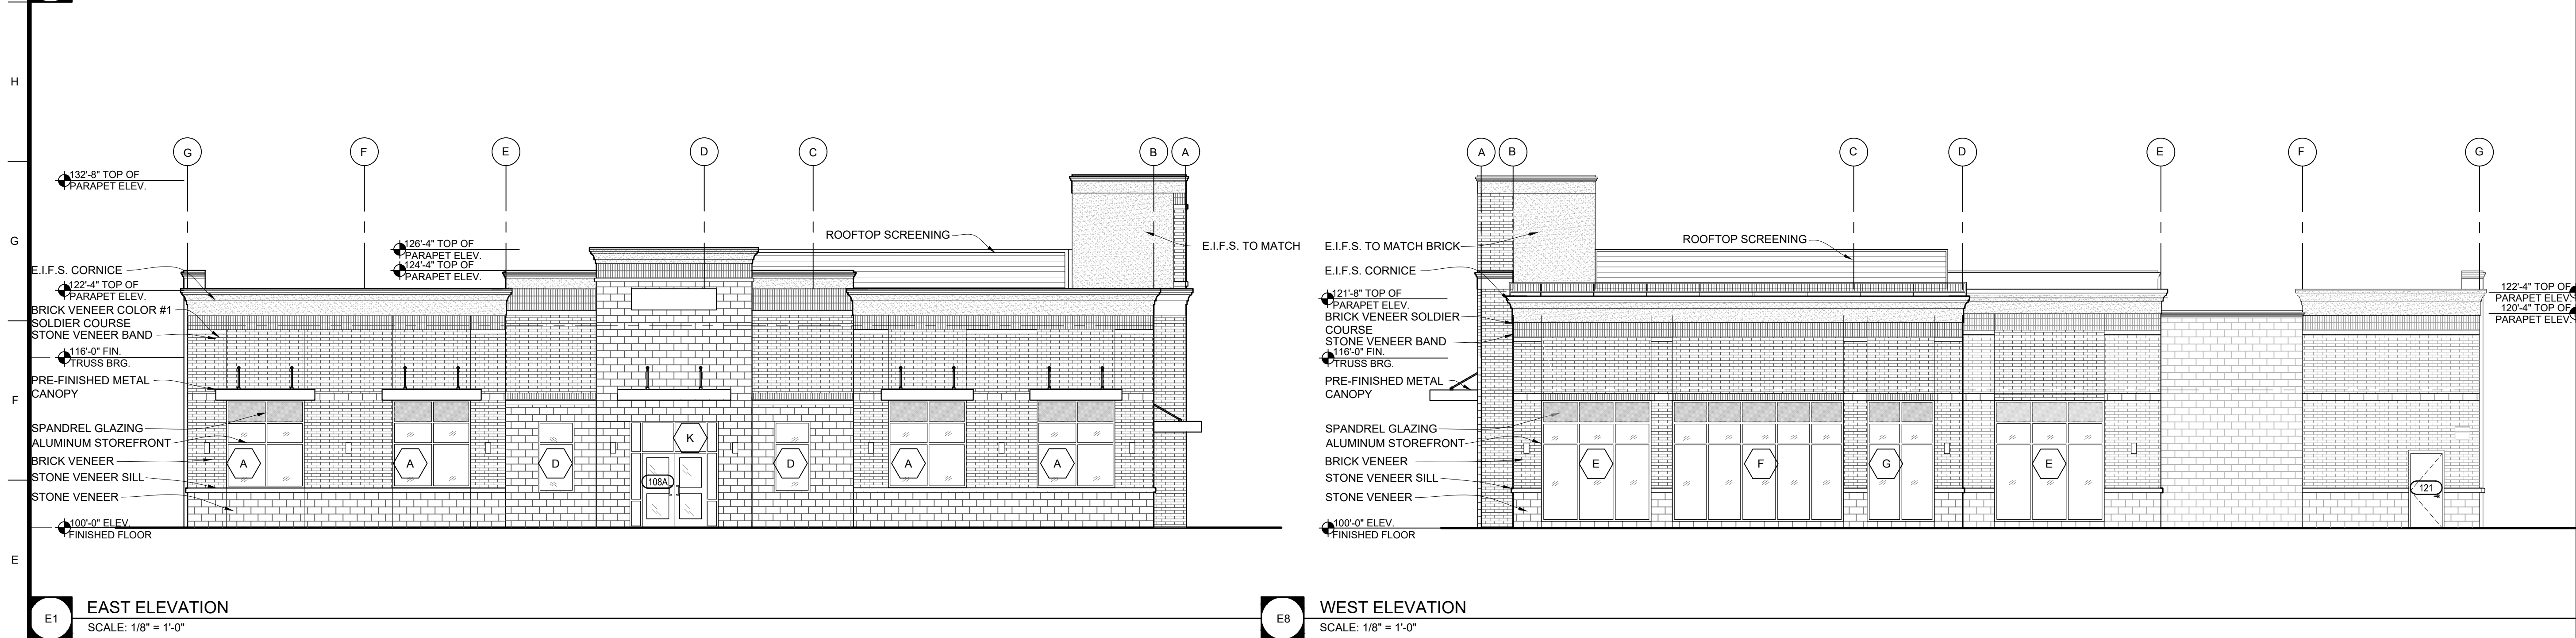 H
G
F
E
G
F
E
D
C
B
A
132'-8" TOP OF
PARAPET ELEV.
126'-4" TOP OF
PARAPET ELEV.
124'-4" TOP OF
PARAPET ELEV.
ROOFTOP SCREENING
E.I.F.S. TO MATCH
E.I.F.S. CORNICE
122'-4" TOP OF
PARAPET ELEV.
BRICK VENEER COLOR #1
SOLDIER COURSE
STONE VENEER BAND
116'-0" FIN.
TRUSS BRG.
PRE-FINISHED METAL
CANOPY
SPANDREL GLAZING
ALUMINUM STOREFRONT
BRICK VENEER
STONE VENEER SILL
STONE VENEER
100'-0" ELEV.
FINISHED FLOOR
A
A
D
K
108A
D
A
A
E1
EAST ELEVATION
SCALE: 1/8" = 1'-0"
A
B
C
D
E
F
G
ROOFTOP SCREENING
E.I.F.S. TO MATCH BRICK
E.I.F.S. CORNICE
121'-8" TOP OF
PARAPET ELEV.
BRICK VENEER SOLDIER
COURSE
STONE VENEER BAND
116'-0" FIN.
TRUSS BRG.
PRE-FINISHED METAL
CANOPY
SPANDREL GLAZING
ALUMINUM STOREFRONT
BRICK VENEER
STONE VENEER SILL
STONE VENEER
100'-0" ELEV.
FINISHED FLOOR
E
F
G
E
121
122'-4" TOP OF
PARAPET ELEV.
120'-4" TOP OF
PARAPET ELEV.
E8
WEST ELEVATION
SCALE: 1/8" = 1'-0"